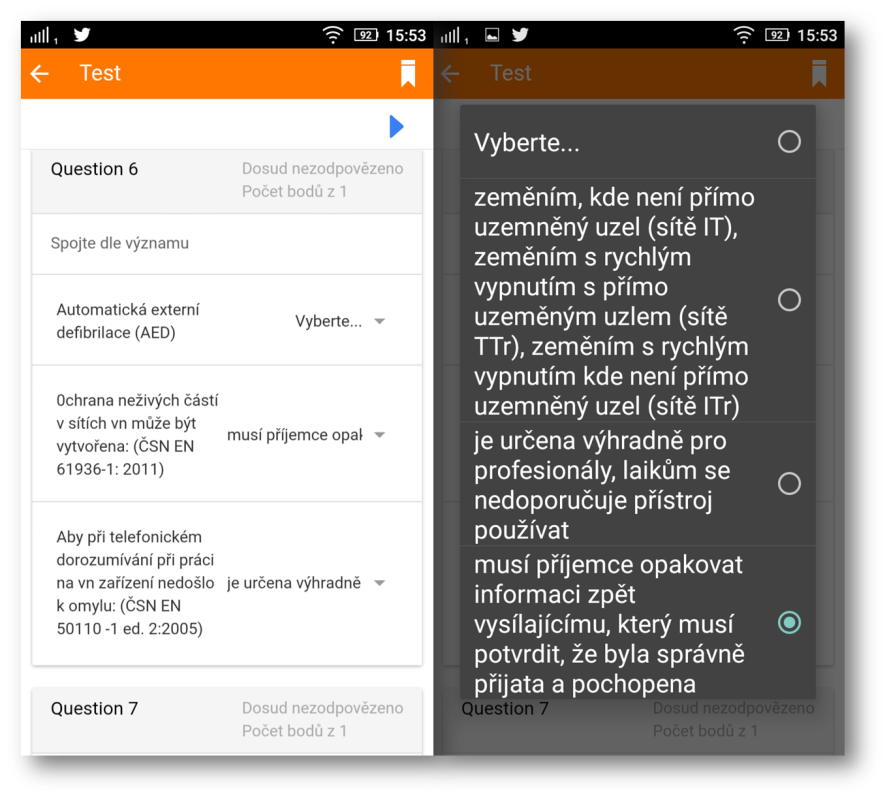 92 15:53
Test
Question 6
Dosud nezodpovězeno
Počet bodů z 1
Spojte dle významu
Automatická externí
defibrilace (AED)
Vyberte...
0chrana neživých částí
v sítích vn může být
vytvořena: (ČSN EN
61936-1: 2011)
musí příjemce opak
Aby při telefonickém
dorozumívání při práci
na vn zařízení nedošlo
k omylu: (ČSN EN
50110 -1 ed. 2:2005)
je určena výhradně
Question 7
Dosud nezodpovězeno
Počet bodů z 1
92 15:53
Test
Vyberte...
zeměním, kde není přímo
uzemněný uzel (sítě IT),
zeměním s rychlým
vypnutím s přímo
uzeměným uzlem (sítě
TTr), zeměním s rychlým
vypnutím kde není přímo
uzemněný uzel (sítě ITr)
je určena výhradně pro
profesionály, laikům se
nedoporučuje přístroj
používat
musí příjemce opakovat
informaci zpět
vysílajícímu, který musí
potvrdit, že byla správně
přijata a pochopena
Question 7
Dosud nezodpovězeno
Počet bodů z 1